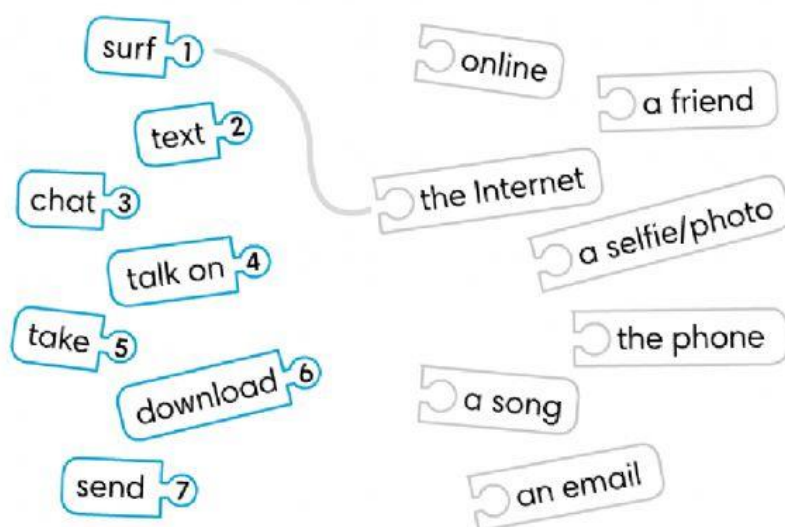 surf 1
text 2
chat 3
talk on 4
take 5
download 6
send 7
online
a friend
the Internet
a selfie/photo
the phone
a song
an email